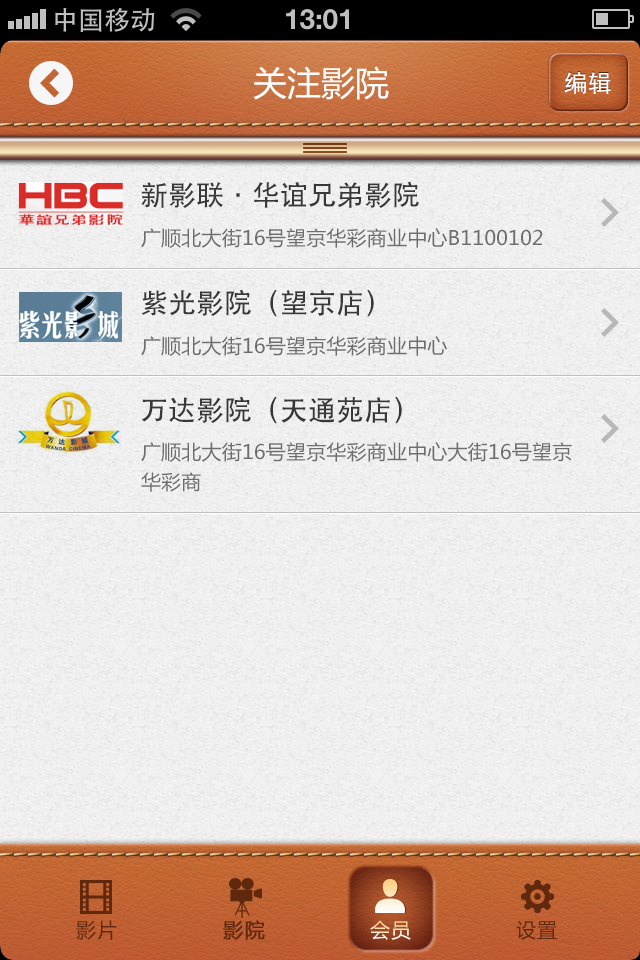 中国移动 13:01
关注影院 编辑
HBC
華誼兄弟影院
新影联 · 华谊兄弟影院
广顺北大街16号望京华彩商业中心B1100102
紫光影城
紫光影院（望京店）
广顺北大街16号望京华彩商业中心
万达影院
WANDA CINEMA
万达影院（天通苑店）
广顺北大街16号望京华彩商业中心大街16号望京
华彩商
影片 影院 会员 设置